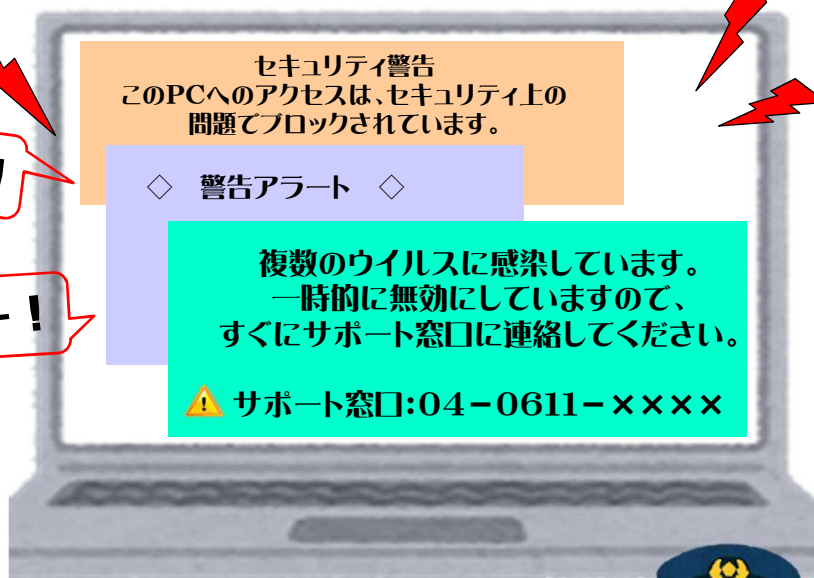 セキュリティ警告
このPCへのアクセスは、セキュリティ上の
問題でブロックされています。
◇ 警告アラート ◇
複数のウイルスに感染しています。
一時的に無効にしていますので、
すぐにサポート窓口に連絡してください。
⚠ サポート窓口:04-0611-××××